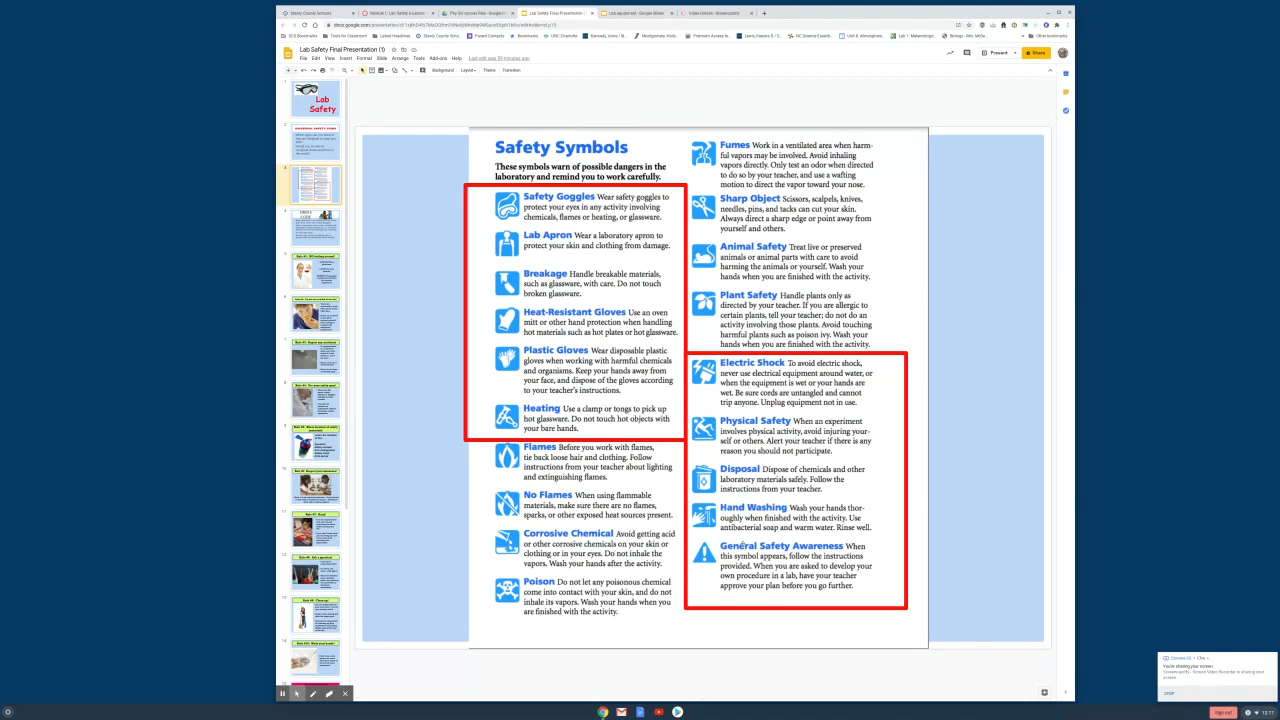 Lab Safety Final Presentation (1)
File Edit View Insert Format Slide Arrange Tools Add-ons Help
Last edit was 59 minutes ago
Present
Share
Background Layout Theme Transition
Lab
Safety
Safety Symbols
These symbols warn of possible dangers in the
laboratory and remind you to work carefully.
Safety Goggles Wear safety goggles to
protect your eyes in any activity involving
chemicals, flames or heating, or glassware.
Lab Apron Wear a laboratory apron to
protect your skin and clothing from damage.
Breakage Handle breakable materials,
such as glassware, with care. Do not touch
broken glassware.
Heat-Resistant Gloves Use an oven
mitt or other hand protection when handling
hot materials such as hot plates or hot glassware.
Plastic Gloves Wear disposable plastic
gloves when working with harmful chemicals
and organisms. Keep your hands away from
your face, and dispose of the gloves according
to your teacher's instructions.
Heating Use a clamp or tongs to pick up
hot glassware. Do not touch hot objects with
your bare hands.
Flames Before you work with flames,
tie back loose hair and clothing. Follow
instructions from your teacher about lighting
and extinguishing flames.
No Flames When using flammable
materials, make sure there are no flames,
sparks, or other exposed heat sources present.
Corrosive Chemical Avoid getting acid
or other corrosive chemicals on your skin or
clothing or in your eyes. Do not inhale the
vapors. Wash your hands after the activity.
Poison Do not let any poisonous chemical
come into contact with your skin, and do not
inhale its vapors. Wash your hands when you
are finished with the activity.
Fumes Work in a ventilated area when harm-
ful vapors may be involved. Avoid inhaling
vapors directly. Only test an odor when directed
to do so by your teacher, and use a wafting
motion to direct the vapor toward your nose.
Sharp Object Scissors, scalpels, knives,
needles, pins, and tacks can cut your skin.
Always direct a sharp edge or point away from
yourself and others.
Animal Safety Treat live or preserved
animals or animal parts with care to avoid
harming the animals or yourself. Wash your
hands when you are finished with the activity.
Plant Safety Handle plants only as
directed by your teacher. If you are allergic to
certain plants, tell your teacher; do not do an
activity involving those plants. Avoid touching
harmful plants such as poison ivy. Wash your
hands when you are finished with the activity.
Electric Shock To avoid electric shock,
never use electrical equipment around water, or
when the equipment is wet or your hands are
wet. Be sure cords are untangled and cannot
trip anyone. Unplug equipment not in use.
Physical Safety When an experiment
involves physical activity, avoid injuring your-
self or others. Alert your teacher if there is any
reason you should not participate.
Disposal Dispose of chemicals and other
laboratory materials safely. Follow the
instructions from your teacher.
Hand Washing Wash your hands thor-
oughly when finished with the activity. Use
antibacterial soap and warm water. Rinse well.
General Safety Awareness When
this symbol appears, follow the instructions
provided. When you are asked to develop your
own procedure in a lab, have your teacher
approve your plan before you go further.
You're sharing your screen
STOP
Sign out
12:17